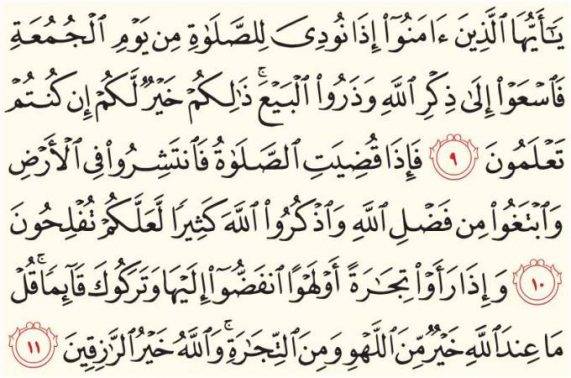 يَـٰٓأَيُّهَا ٱلَّذِينَ ءَامَنُوٓا۟ إِذَا نُودِىَ لِلصَّلَوٰةِ مِن يَوْمِ ٱلْجُمُعَةِ
فَٱسْعَوْا۟ إِلَىٰ ذِكْرِ ٱللَّهِ وَذَرُوا۟ ٱلْبَيْعَ ۚ ذَٰلِكُمْ خَيْرٌ لَّكُمْ إِن كُنتُمْ
تَعْلَمُونَ ٩ فَإِذَا قُضِيَتِ ٱلصَّلَوٰةُ فَٱنتَشِرُوا۟ فِى ٱلْأَرْضِ
وَٱبْتَغُوا۟ مِن فَضْلِ ٱللَّهِ وَٱذْكُرُوا۟ ٱللَّهَ كَثِيرًا لَّعَلَّكُمْ تُفْلِحُونَ
١٠ وَإِذَا رَأَوْا۟ تِجَـٰرَةً أَوْ لَهْوًا ٱنفَضُّوٓا۟ إِلَيْهَا وَتَرَكُوكَ قَآئِمًا ۚ قُلْ
مَا عِندَ ٱللَّهِ خَيْرٌ مِّنَ ٱللَّهْوِ وَمِنَ ٱلتِّجَـٰرَةِ ۚ وَٱللَّهُ خَيْرُ ٱلرَّٰزِقِينَ ١١